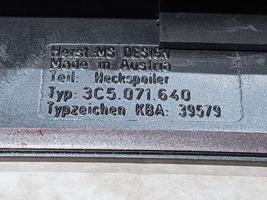 Herst. MS DESIGN
Made in Austria
Teil: Heckspoiler
Typ: 3C5.071.640
Typzeichen KBA: 39579